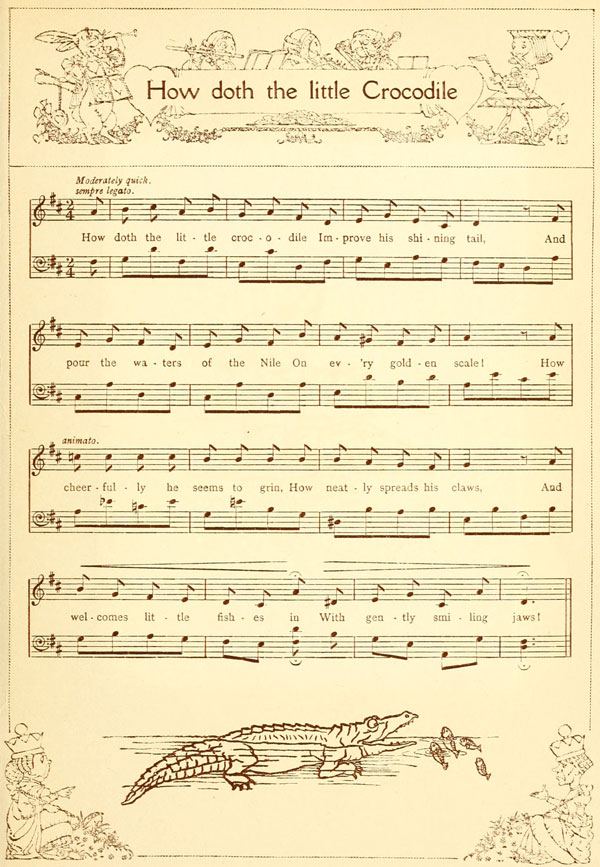 How doth the little Crocodile
Moderately quick.
sempre legato.
How doth the lit - tle croc - o - dile Im - prove his shi - ning tail, And
pour the wa - ters of the Nile On ev - 'ry gold - en scale! How
animato.
cheer - ful - ly he seems to grin, How neat - ly spreads his claws, And
wel - comes lit - tle fish - es in With gen - tly smi - ling jaws!